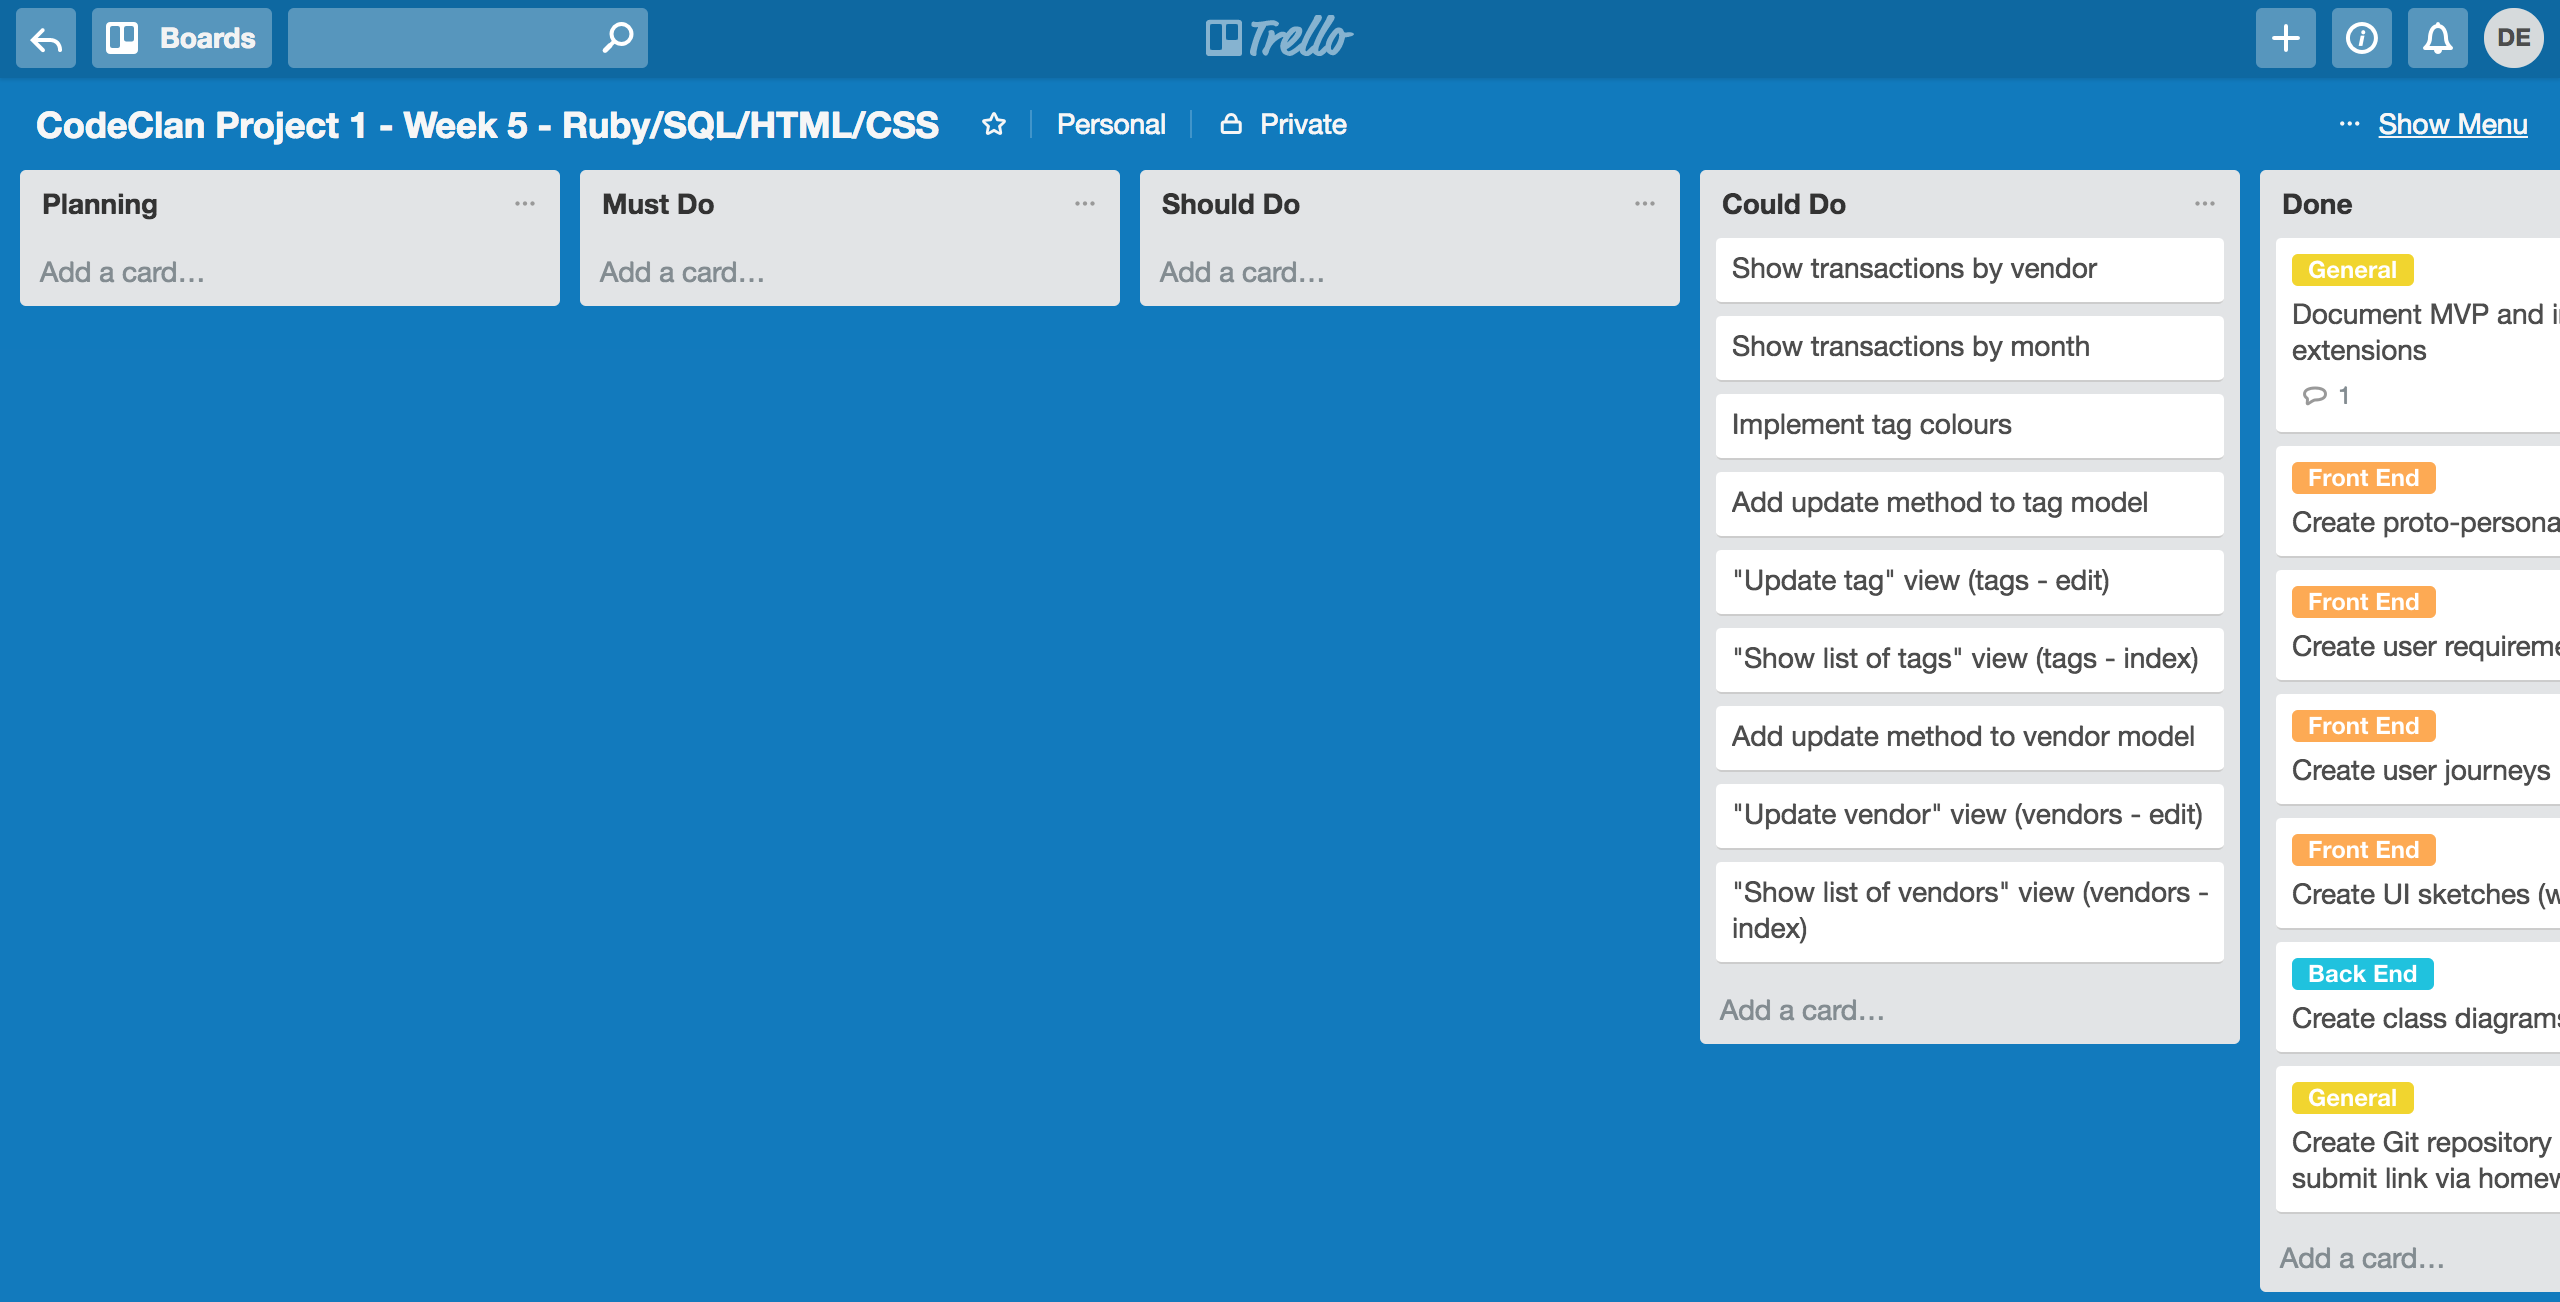 Boards
Trello
DE
CodeClan Project 1 - Week 5 - Ruby/SQL/HTML/CSS
Personal
Private
... Show Menu
Planning
Add a card...
Must Do
Add a card...
Should Do
Add a card...
Could Do
Show transactions by vendor
Show transactions by month
Implement tag colours
Add update method to tag model
"Update tag" view (tags - edit)
"Show list of tags" view (tags - index)
Add update method to vendor model
"Update vendor" view (vendors - edit)
"Show list of vendors" view (vendors -
index)
Add a card...
Done
General
Document MVP and
extensions
1
Front End
Create proto-persona
Front End
Create user
Front End
Create user journeys
Front End
Create UI sketches
Back End
Create class diagrams
General
Create Git repository
submit link via
Add a card...